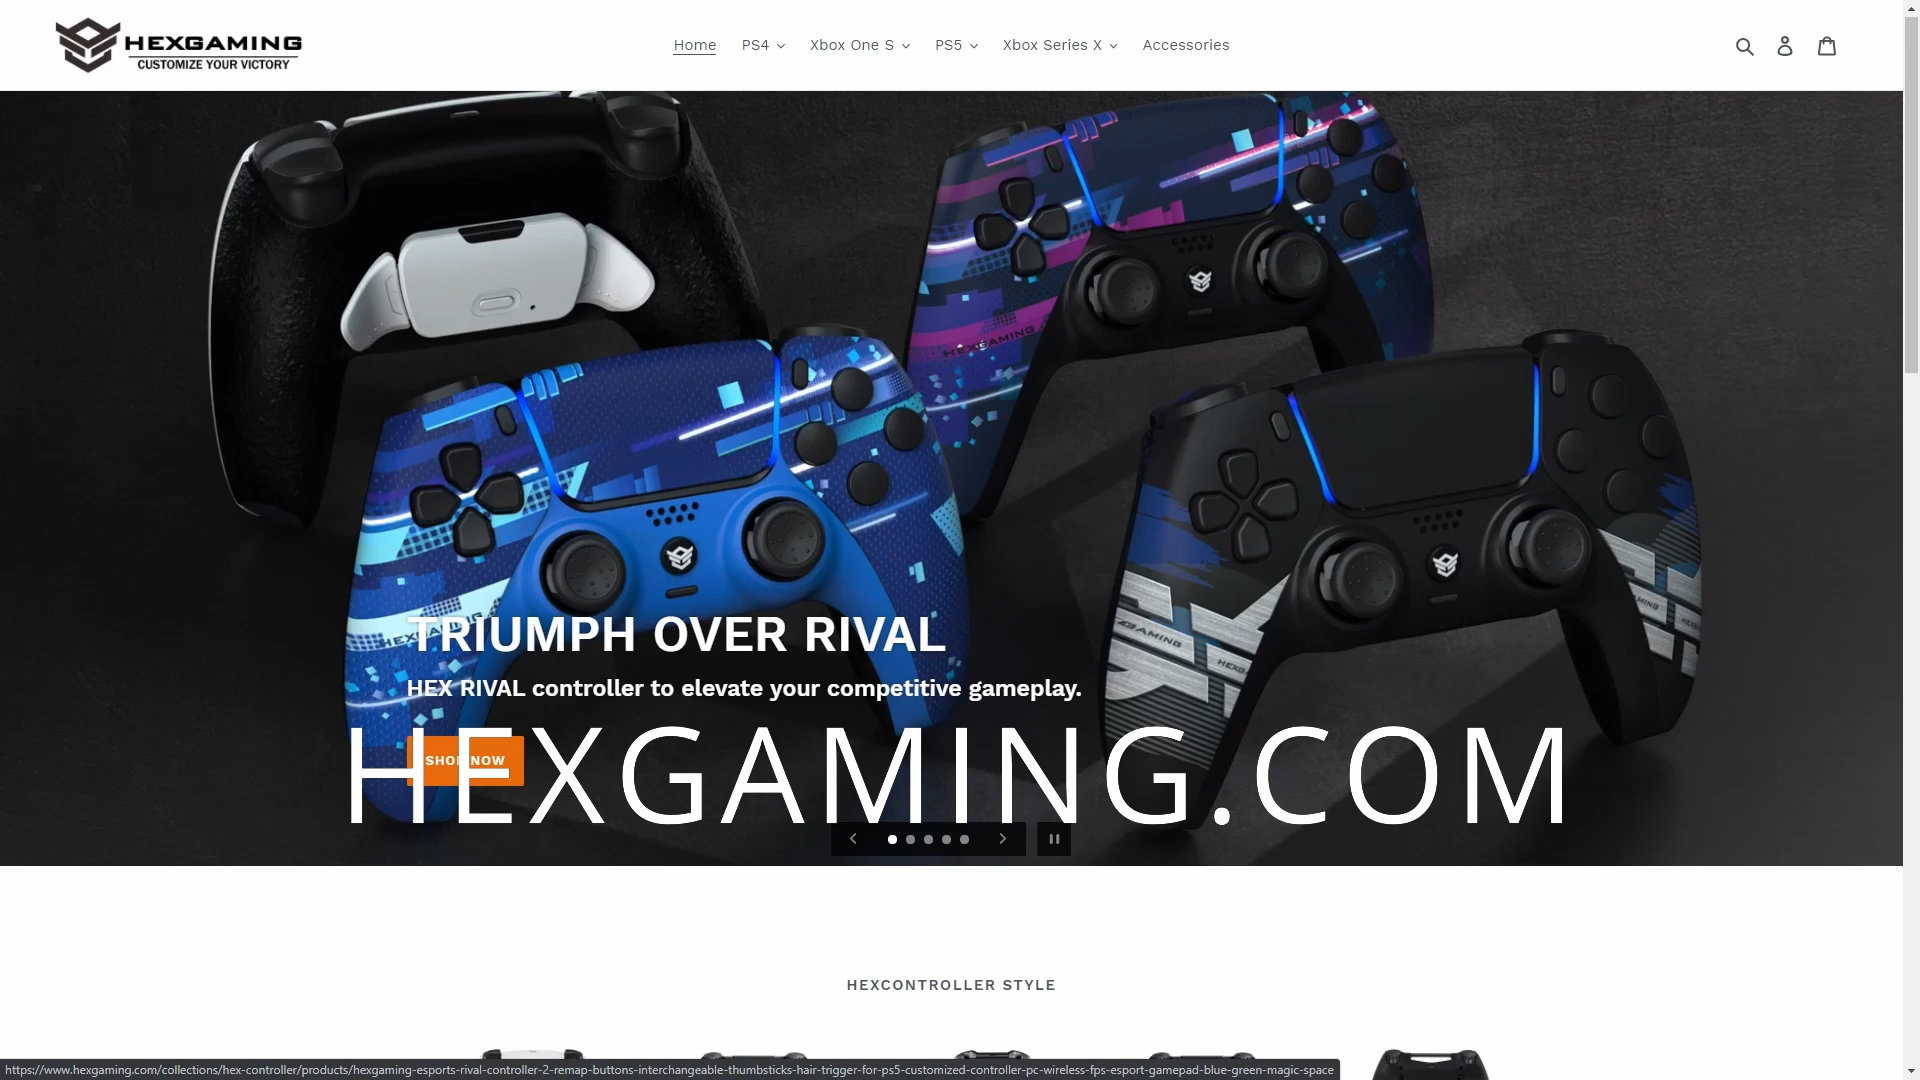 HEXGAMING
CUSTOMIZE YOUR VICTORY
Home PS4 Xbox One S PS5 Xbox Series X Accessories
TRIUMPH OVER RIVAL
HEX RIVAL controller to elevate your competitive gameplay.
SHOP NOW
HEXGAMING.COM
HEXCONTROLLER STYLE
https://www.hexgaming.com/collections/hex-controller/products/hexgaming-esports-rival-controller-2-remap-buttons-interchangeable-thumbsticks-hair-trigger-for-ps5-customized-controller-pc-wireless-fps-esport-gamepad-blue-green-magic-space